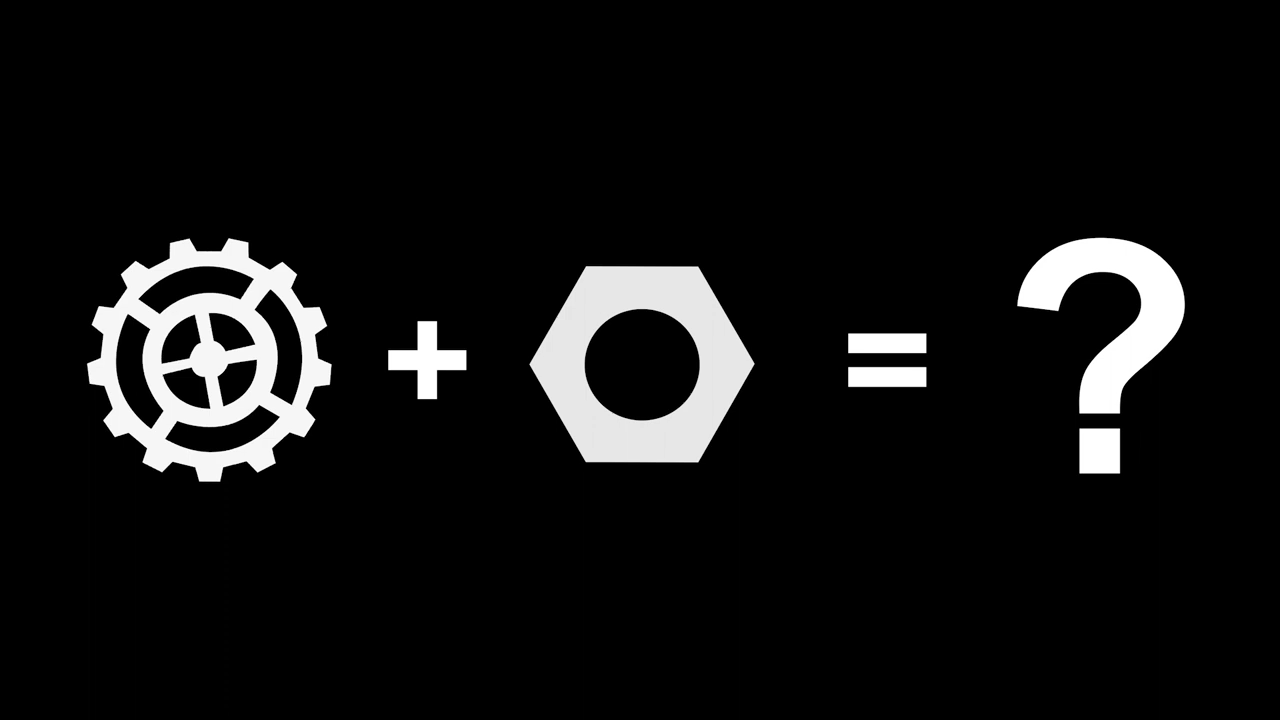 + = ?